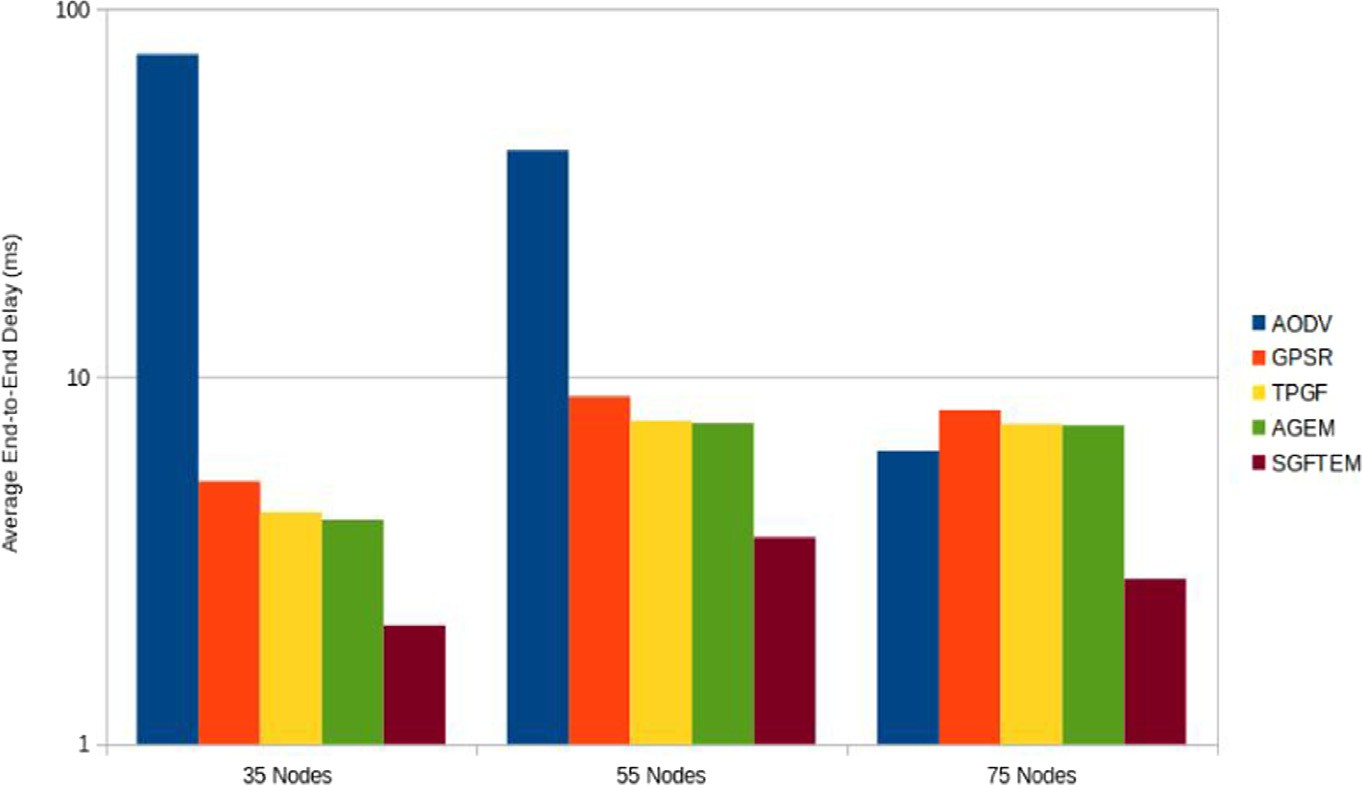 100
10
1
Average End-to-End Delay (ms)
35 Nodes
55 Nodes
75 Nodes
AODV
GPSR
TPGF
AGEM
SGFTEM